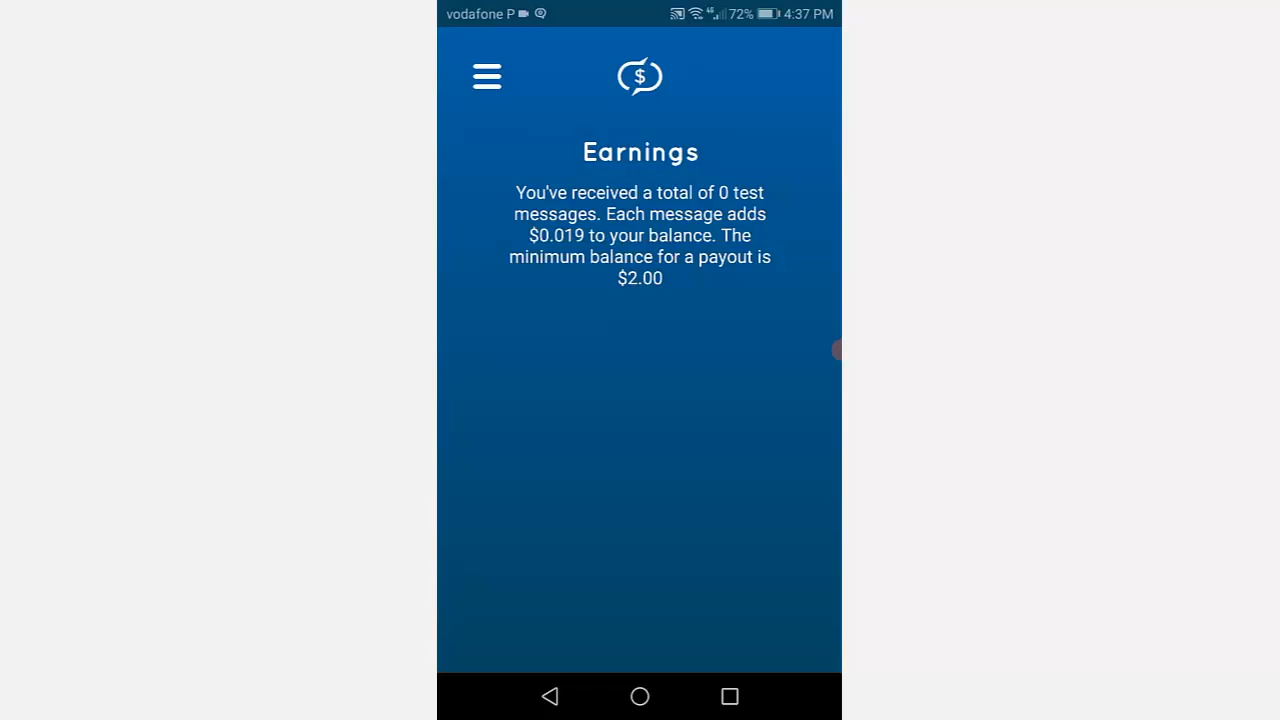 vodafone P
4G 72% 4:37 PM
$
Earnings
You've received a total of 0 test
messages. Each message adds
$0.019 to your balance. The
minimum balance for a payout is
$2.00